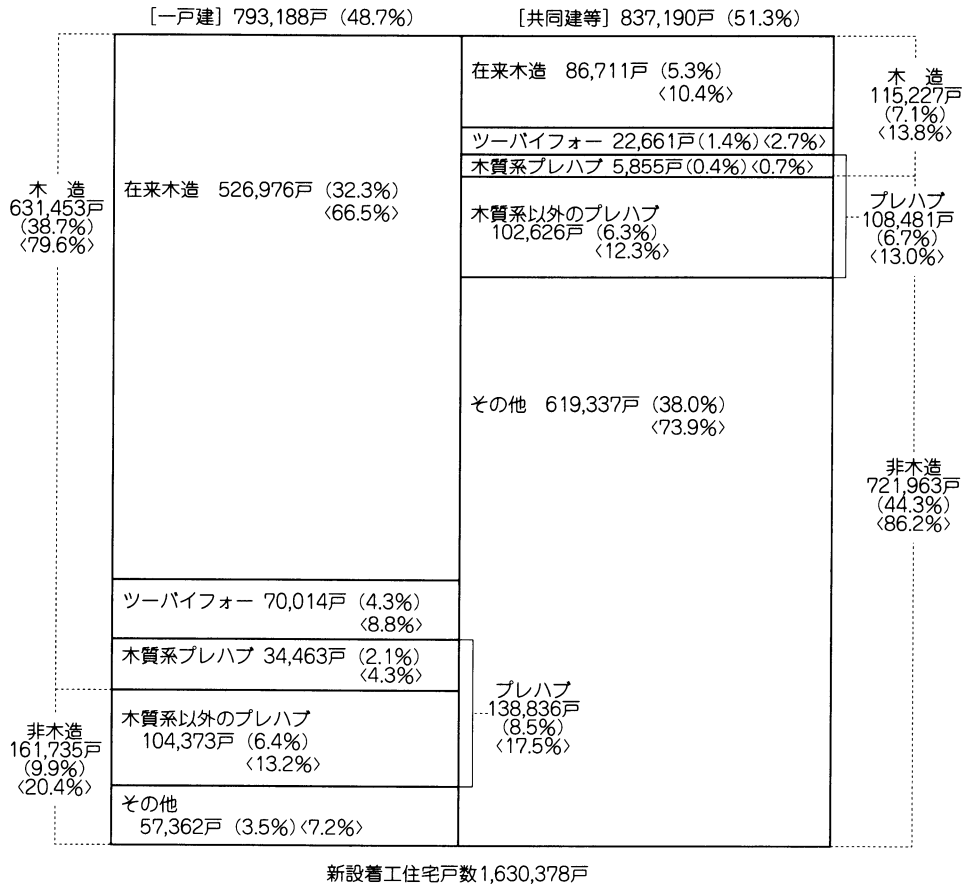 [一戸建] 793,188戸 (48.7%)
[共同建等] 837,190戸 (51.3%)
木　造
631,453戸
(38.7%)
〈79.6%〉
非木造
161,735戸
(9.9%)
〈20.4%〉
在来木造 526,976戸 (32.3%)
〈66.5%〉
ツーバイフォー 70,014戸 (4.3%)
〈8.8%〉
木質系プレハブ 34,463戸 (2.1%)
〈4.3%〉
木質系以外のプレハブ
104,373戸 (6.4%)
〈13.2%〉
その他
57,362戸 (3.5%)〈7.2%〉
プレハブ
138,836戸
(8.5%)
〈17.5%〉
在来木造 86,711戸 (5.3%)
〈10.4%〉
ツーバイフォー 22,661戸(1.4%)〈2.7%〉
木質系プレハブ 5,855戸(0.4%)〈0.7%〉
木質系以外のプレハブ
102,626戸 (6.3%)
〈12.3%〉
その他 619,337戸 (38.0%)
〈73.9%〉
木　造
115,227戸
(7.1%)
〈13.8%〉
プレハブ
108,481戸
(6.7%)
〈13.0%〉
非木造
721,963戸
(44.3%)
〈86.2%〉
新設着工住宅戸数1,630,378戸